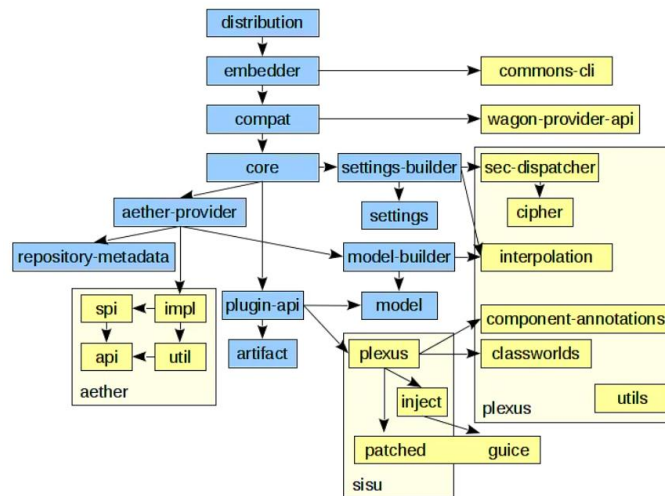 distribution
embedder
commons-cli
compat
wagon-provider-api
core
settings-builder
sec-dispatcher
aether-provider
settings
cipher
repository-metadata
model-builder
interpolation
spi
impl
plugin-api
model
component-annotations
api
util
artifact
plexus
classworlds
aether
inject
utils
plexus
patched guice
sisu